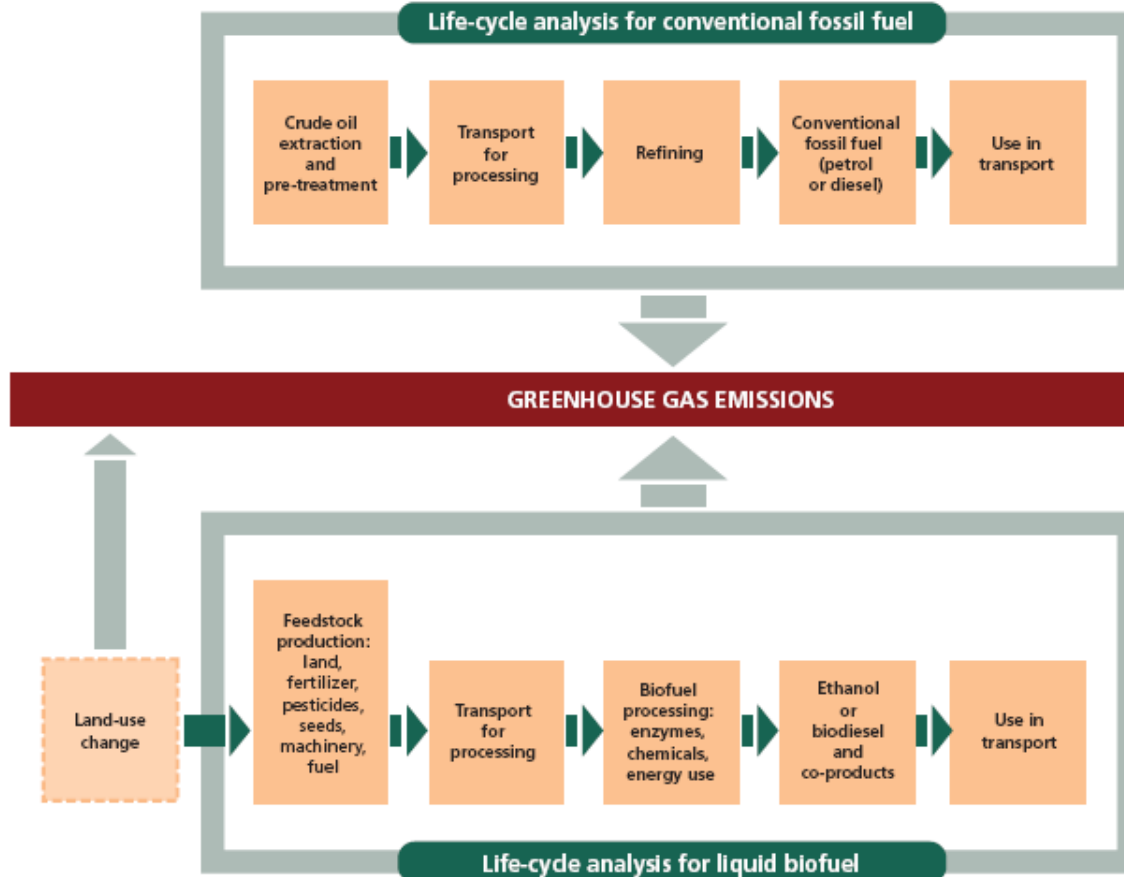 Life-cycle analysis for conventional fossil fuel
Crude oil
extraction
and
pre-treatment
Transport
for
processing
Refining
Conventional
fossil fuel
(petrol
or diesel)
Use in
transport
GREENHOUSE GAS EMISSIONS
Land-use
change
Feedstock
production:
land,
fertilizer,
pesticides,
seeds,
machinery,
fuel
Transport
for
processing
Biofuel
processing:
enzymes,
chemicals,
energy use
Ethanol
or
biodiesel
and
co-products
Use in
transport
Life-cycle analysis for liquid biofuel